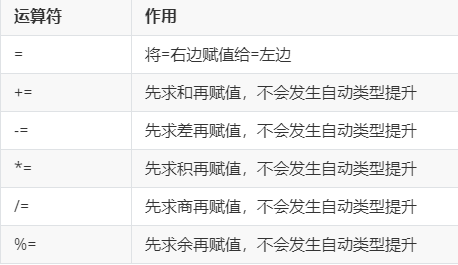 运算符 作用
= 将=右边赋值给=左边
+= 先求和再赋值，不会发生自动类型提升
-= 先求差再赋值，不会发生自动类型提升
*= 先求积再赋值，不会发生自动类型提升
/= 先求商再赋值，不会发生自动类型提升
%= 先求余再赋值，不会发生自动类型提升